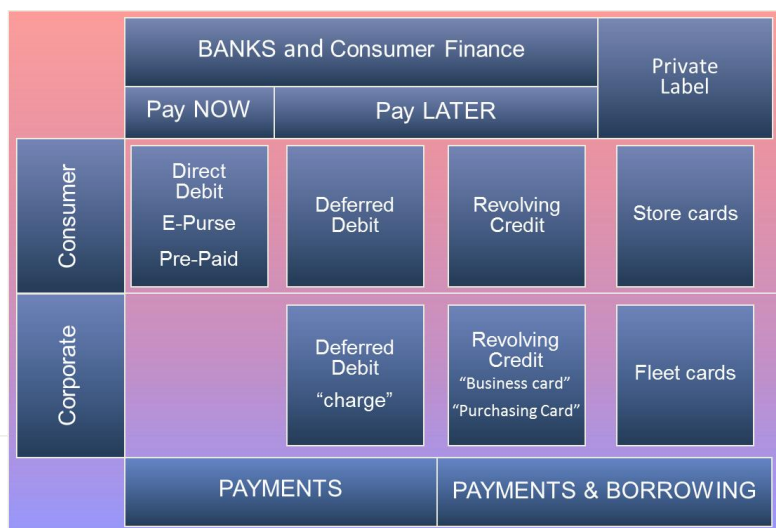 BANKS and Consumer Finance
Private
Label
Pay NOW
Pay LATER
Consumer
Direct
Debit
E-Purse
Pre-Paid
Deferred
Debit
Revolving
Credit
Store cards
Corporate
Deferred
Debit
“charge”
Revolving
Credit
“Business card”
“Purchasing Card”
Fleet cards
PAYMENTS
PAYMENTS & BORROWING